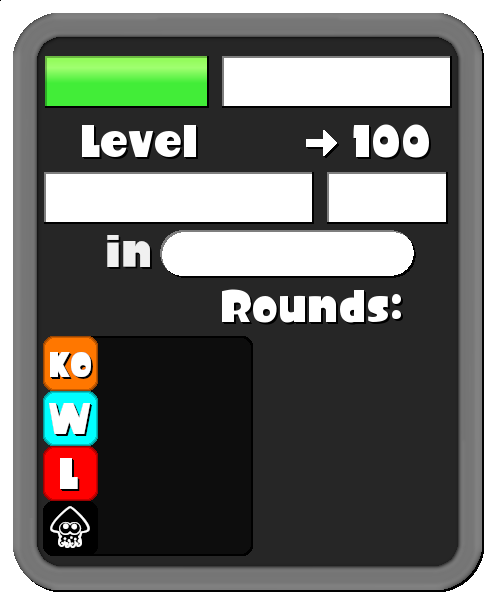 Level → 100
in
Rounds:
KO
W
L